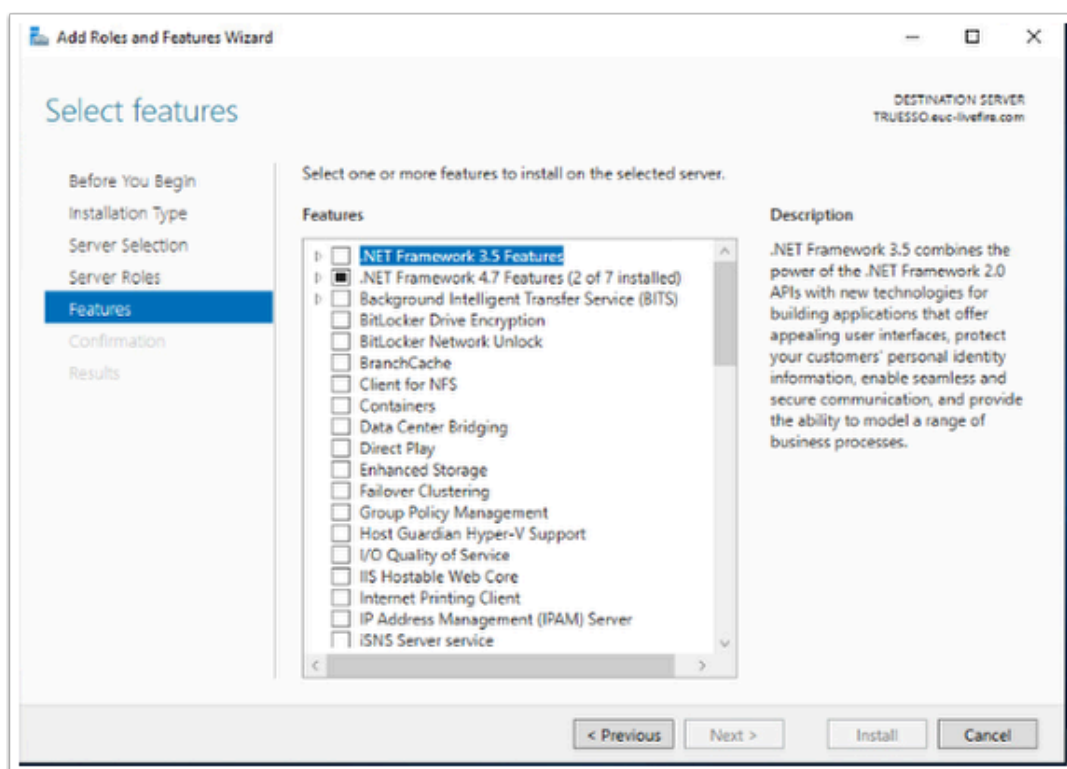 Add Roles and Features Wizard
Select features
DESTINATION SERVER
TRUESSO.euc-livefire.com
Before You Begin
Installation Type
Server Selection
Server Roles
Features
Confirmation
Results
Select one or more features to install on the selected server.
Features
.NET Framework 3.5 Features
.NET Framework 4.7 Features (2 of 7 installed)
Background Intelligent Transfer Service (BITS)
BitLocker Drive Encryption
BitLocker Network Unlock
BranchCache
Client for NFS
Containers
Data Center Bridging
Direct Play
Enhanced Storage
Failover Clustering
Group Policy Management
Host Guardian Hyper-V Support
I/O Quality of Service
IIS Hostable Web Core
Internet Printing Client
IP Address Management (IPAM) Server
iSNS Server service
Description
.NET Framework 3.5 combines the
power of the .NET Framework 2.0
APIs with new technologies for
building applications that offer
appealing user interfaces, protect
your customers' personal identity
information, enable seamless and
secure communication, and provide
the ability to model a range of
business processes.
< Previous
Next >
Install
Cancel